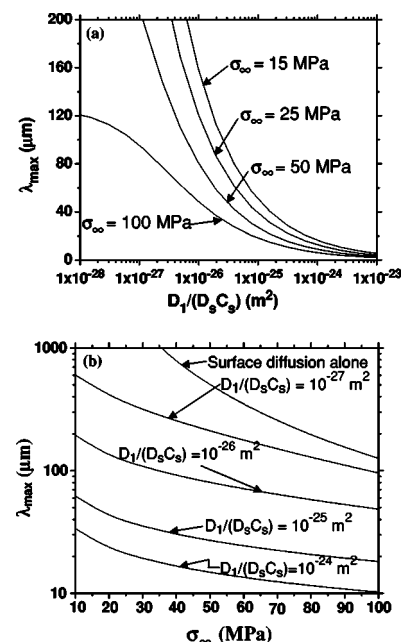 (a)
200
160
120
80
40
0
λmax (μm)
σ∞ = 15 MPa
σ∞ = 25 MPa
σ∞ = 50 MPa
σ∞ = 100 MPa
1x10-28 1x10-27 1x10-26 1x10-25 1x10-24 1x10-23
D1/(DsCs) (m2)
(b)
1000
100
10
λmax (μm)
Surface diffusion alone
D1/(DsCs) = 10-27 m2
D1/(DsCs)=10-26 m2
D1/(DsCs) = 10-25 m2
D1/(DsCs)=10-24 m2
10 20 30 40 50 60 70 80 90 100
σ∞ (MPa)